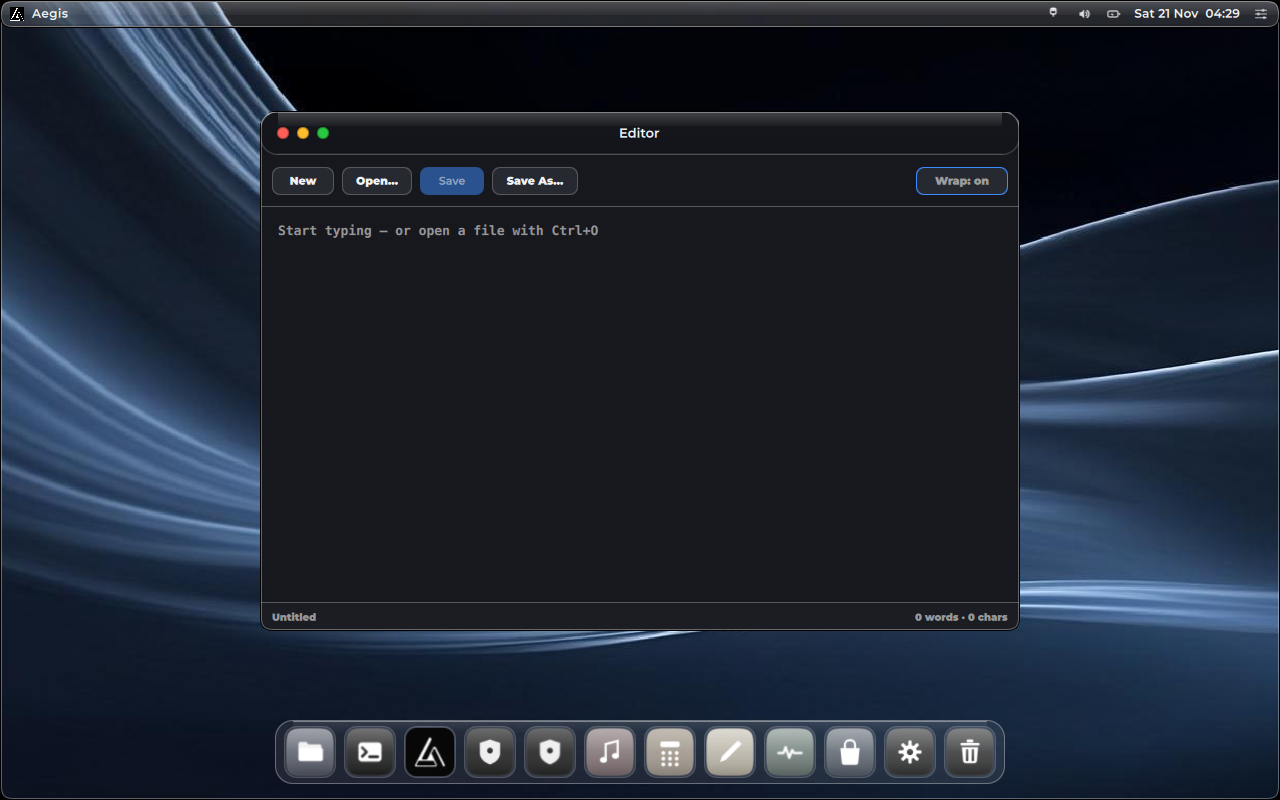 Aegis
Sat 21 Nov 04:29
Editor
New
Open...
Save
Save As...
Wrap: on
Start typing — or open a file with Ctrl+O
Untitled
0 words • 0 chars